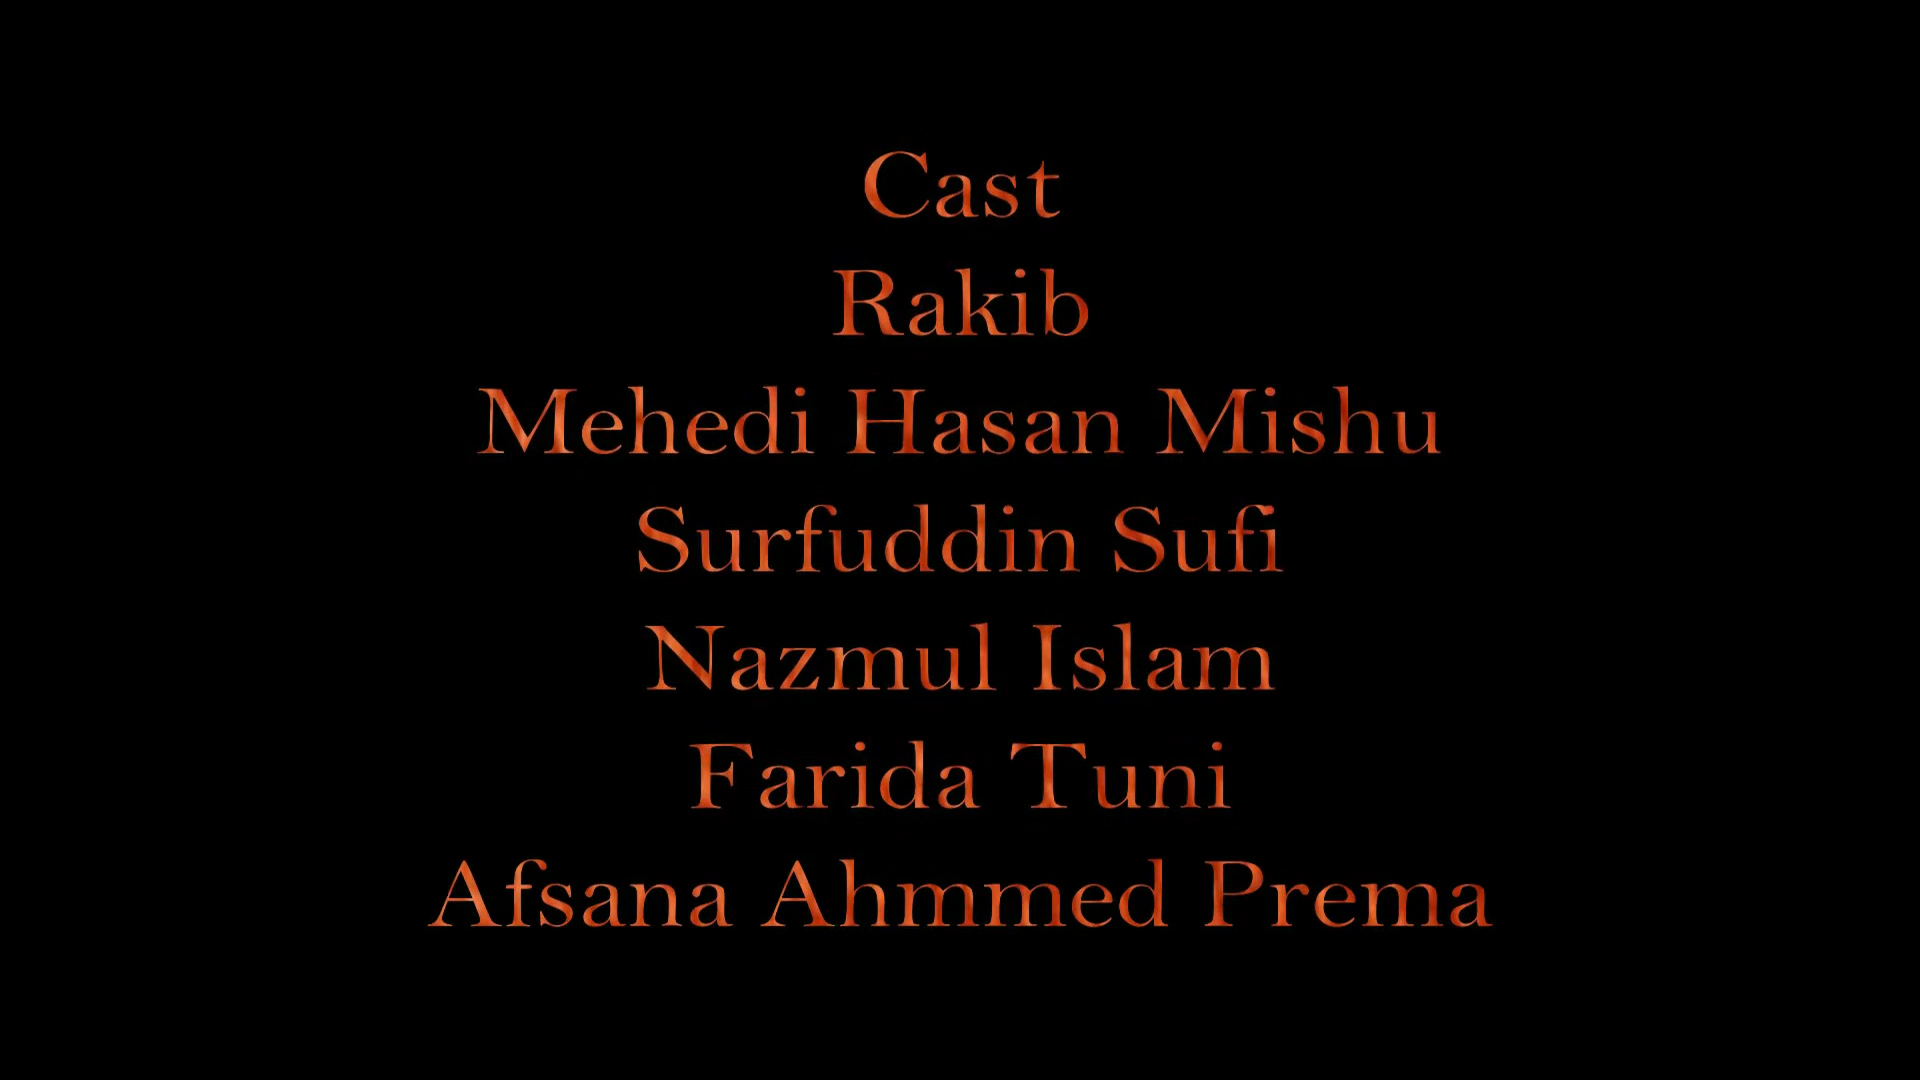 Cast
Rakib
Mehedi Hasan Mishu
Surfuddin Sufi
Nazmul Islam
Farida Tuni
Afsana Ahmmed Prema